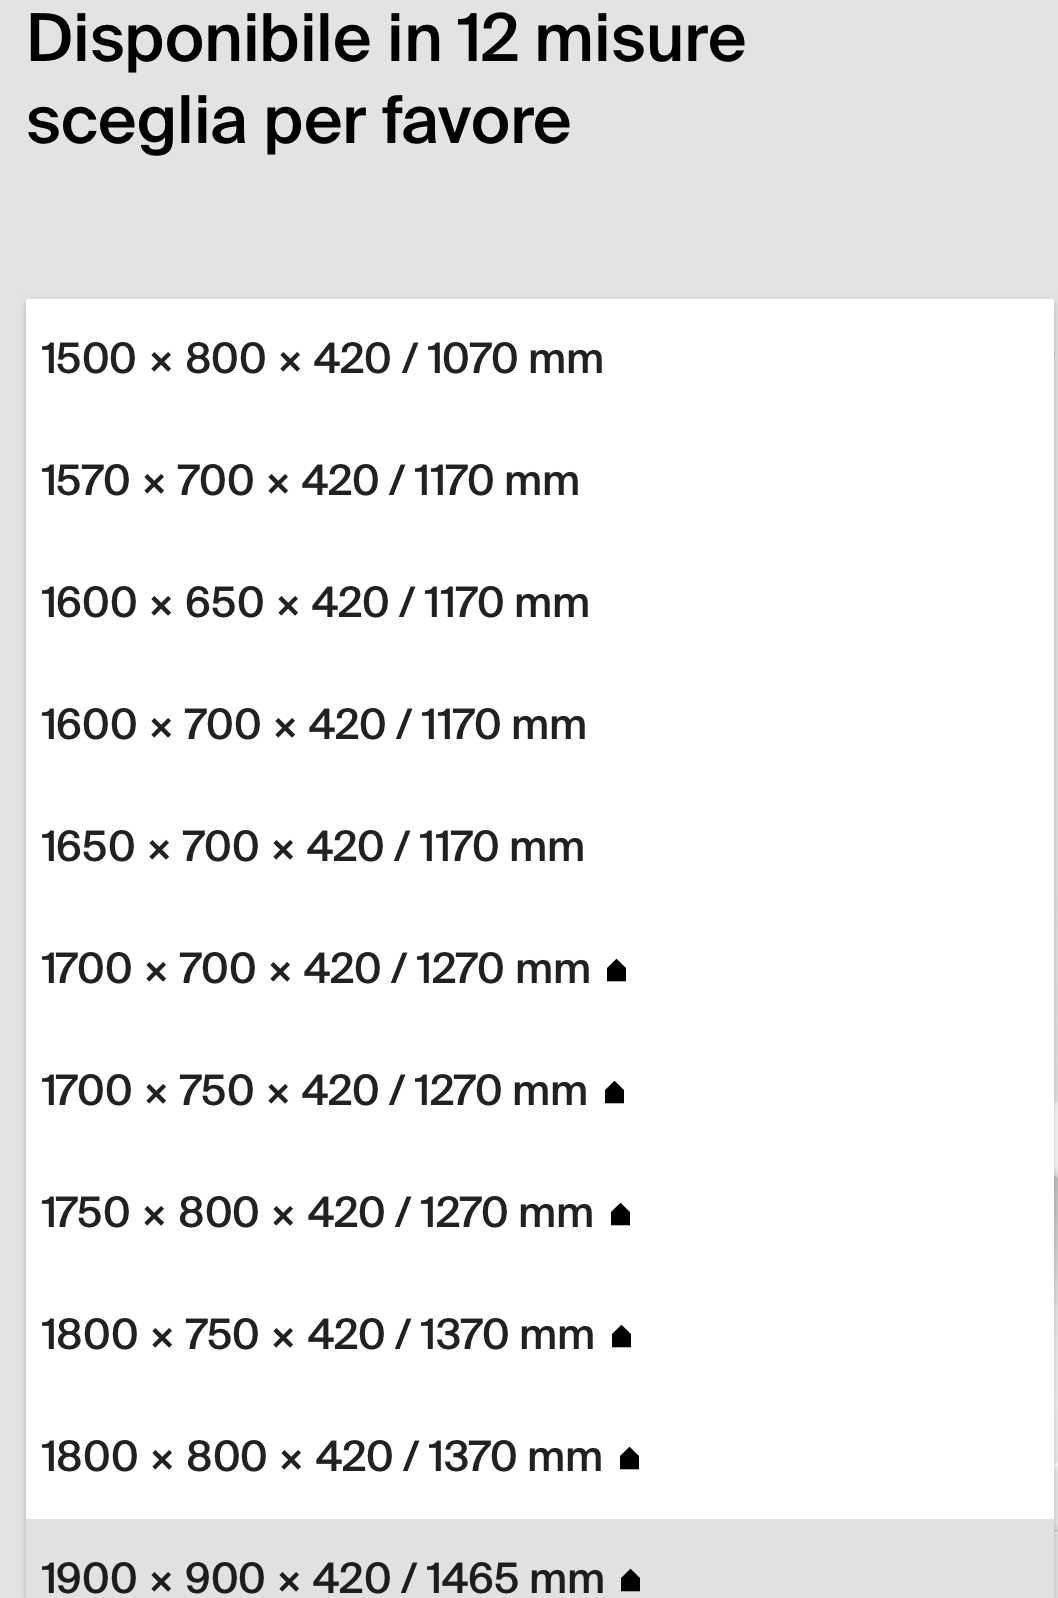 Disponibile in 12 misure
sceglia per favore
1500 × 800 × 420 / 1070 mm
1570 × 700 × 420 / 1170 mm
1600 × 650 × 420 / 1170 mm
1600 × 700 × 420 / 1170 mm
1650 × 700 × 420 / 1170 mm
1700 × 700 × 420 / 1270 mm
1700 × 750 × 420 / 1270 mm
1750 × 800 × 420 / 1270 mm
1800 × 750 × 420 / 1370 mm
1800 × 800 × 420 / 1370 mm
1900 × 900 × 420 / 1465 mm